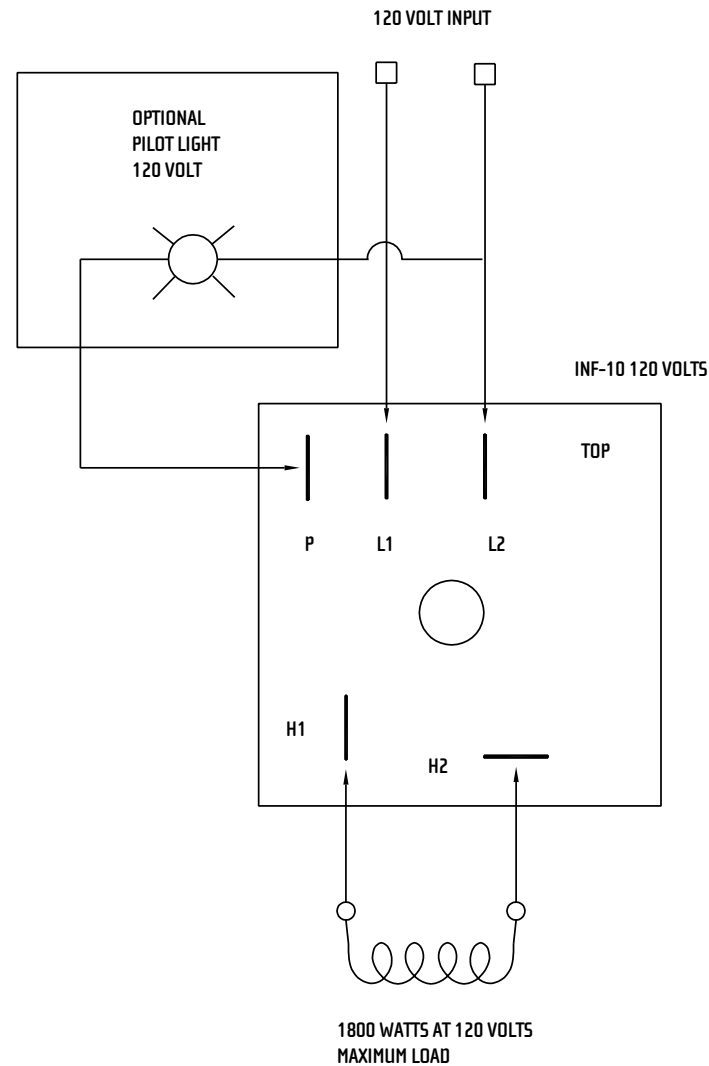 120 VOLT INPUT
OPTIONAL
PILOT LIGHT
120 VOLT
INF-10 120 VOLTS
TOP
P
L1
L2
H1
H2
1800 WATTS AT 120 VOLTS
MAXIMUM LOAD